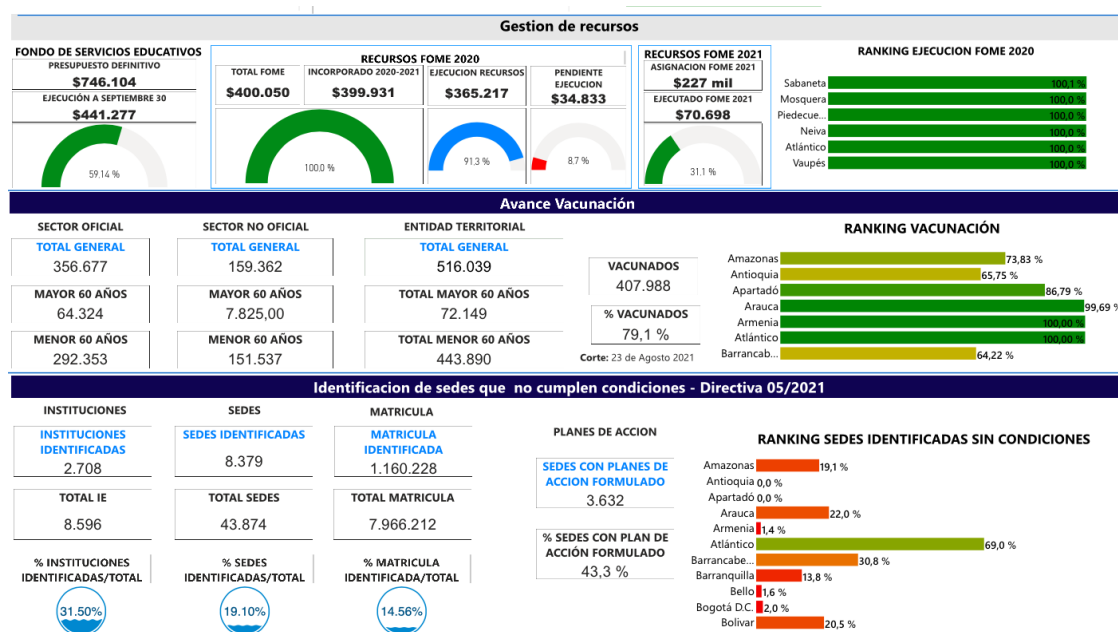 Gestion de recursos
FONDO DE SERVICIOS EDUCATIVOS
PRESUPUESTO DEFINITIVO
$746.104
EJECUCIÓN A SEPTIEMBRE 30
$441.277
59,14 %
RECURSOS FOME 2020
TOTAL FOME
$400.050
INCORPORADO 2020-2021
$399.931
EJECUCION RECURSOS
$365.217
PENDIENTE
EJECUCION
$34.833
100,0 %
91,3 %
8,7 %
RECURSOS FOME 2021
ASIGNACION FOME 2021
$227 mil
EJECUTADO FOME 2021
$70.698
31,1 %
RANKING EJECUCION FOME 2020
Sabaneta 100,1 %
Mosquera 100,0 %
Piedecue... 100,0 %
Neiva 100,0 %
Atlántico 100,0 %
Vaupés 100,0 %
Avance Vacunación
SECTOR OFICIAL
TOTAL GENERAL
356.677
MAYOR 60 AÑOS
64.324
MENOR 60 AÑOS
292.353
SECTOR NO OFICIAL
TOTAL GENERAL
159.362
MAYOR 60 AÑOS
7.825,00
MENOR 60 AÑOS
151.537
ENTIDAD TERRITORIAL
TOTAL GENERAL
516.039
TOTAL MAYOR 60 AÑOS
72.149
TOTAL MENOR 60 AÑOS
443.890
VACUNADOS
407.988
% VACUNADOS
79,1 %
Corte: 23 de Agosto 2021
RANKING VACUNACIÓN
Amazonas 73,83 %
Antioquia 65,75 %
Apartadó 86,79 %
Arauca 99,69 %
Armenia 100,00 %
Atlántico 100,00 %
Barrancab... 64,22 %
Identificacion de sedes que no cumplen condiciones - Directiva 05/2021
INSTITUCIONES
INSTITUCIONES
IDENTIFICADAS
2.708
TOTAL IE
8.596
% INSTITUCIONES
IDENTIFICADAS/TOTAL
31.50%
SEDES
SEDES IDENTIFICADAS
8.379
TOTAL SEDES
43.874
% SEDES
IDENTIFICADAS/TOTAL
19.10%
MATRICULA
MATRICULA
IDENTIFICADA
1.160.228
TOTAL MATRICULA
7.966.212
% MATRICULA
IDENTIFICADA/TOTAL
14.56%
PLANES DE ACCION
SEDES CON PLANES DE
ACCION FORMULADO
3.632
% SEDES CON PLAN DE
ACCIÓN FORMULADO
43,3 %
RANKING SEDES IDENTIFICADAS SIN CONDICIONES
Amazonas 19,1 %
Antioquia 0,0 %
Apartadó 0,0 %
Arauca 22,0 %
Armenia 1,4 %
Atlántico 69,0 %
Barrancabe... 30,8 %
Barranquilla 13,8 %
Bello 1,6 %
Bogotá D.C. 2,0 %
Bolivar 20,5 %